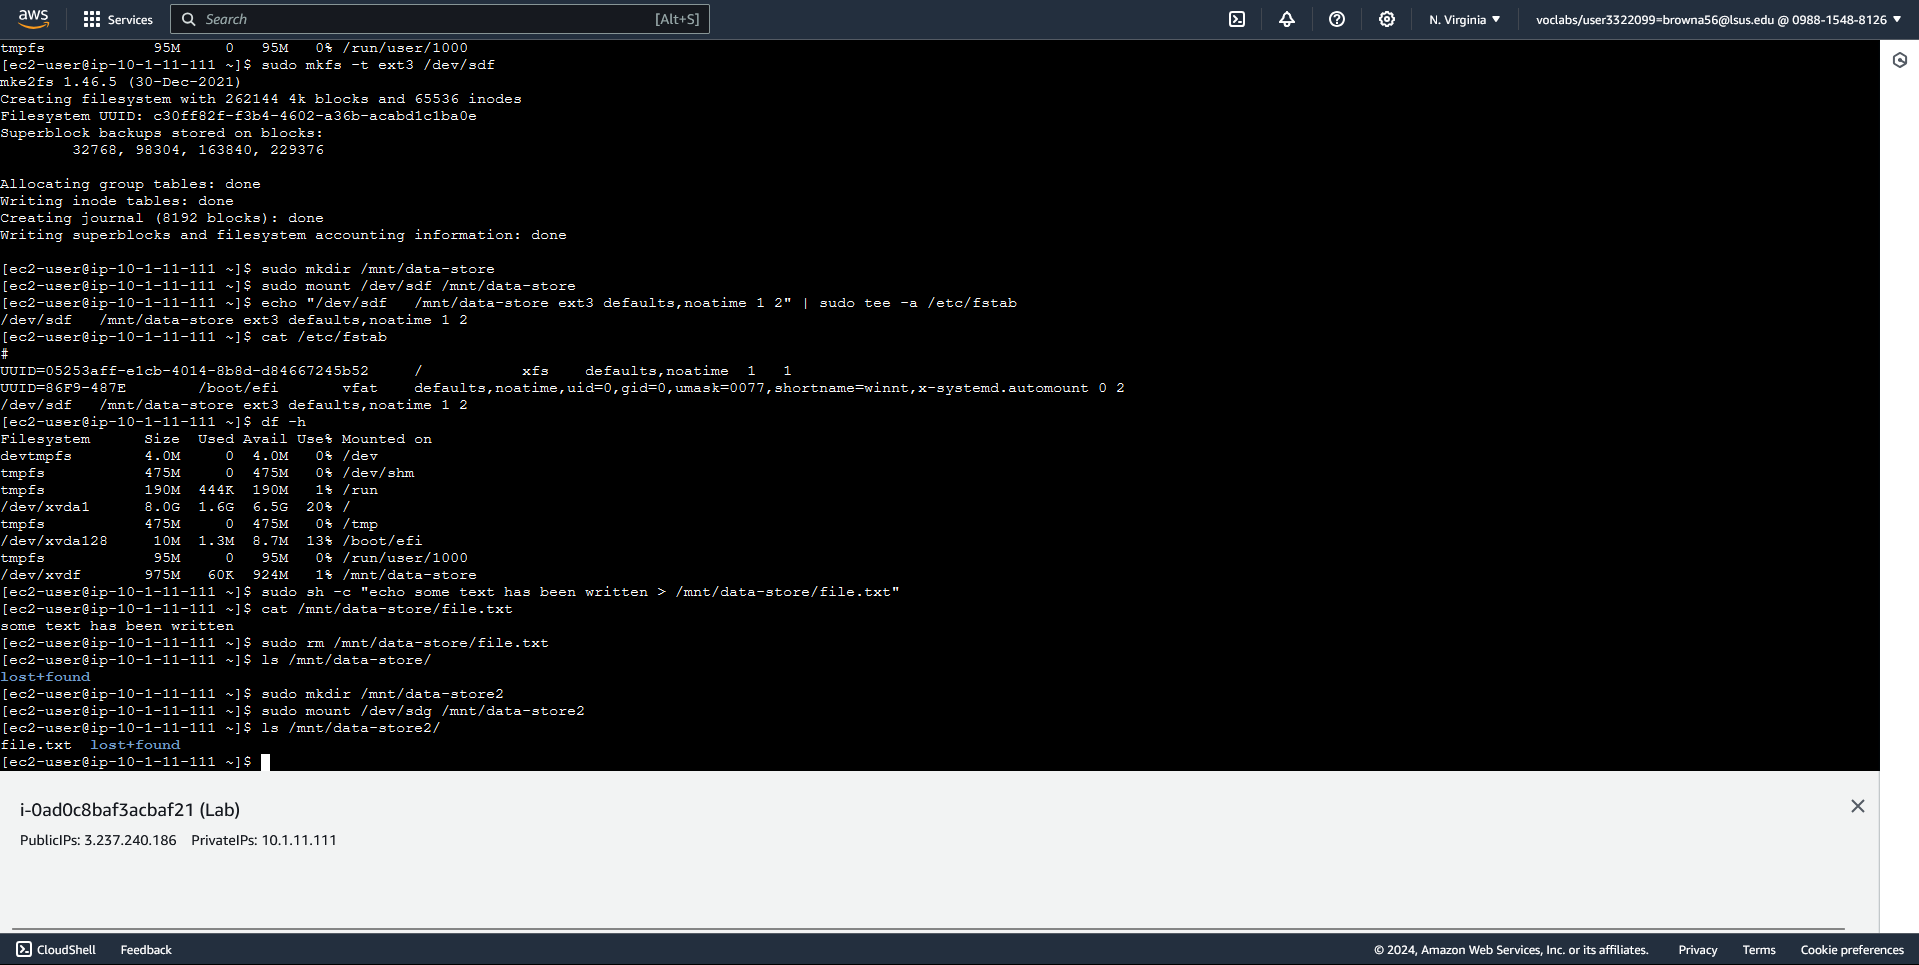 aws
Services
Search [Alt+S]
N. Virginia ▼
voclabs/user3322099=browna56@lsus.edu @ 0988-1548-8126 ▼
tmpfs            95M     0   95M   0% /run/user/1000
[ec2-user@ip-10-1-11-111 ~]$ sudo mkfs -t ext3 /dev/sdf
mke2fs 1.46.5 (30-Dec-2021)
Creating filesystem with 262144 4k blocks and 65536 inodes
Filesystem UUID: c30ff82f-f3b4-4602-a36b-acabd1c1ba0e
Superblock backups stored on blocks:
        32768, 98304, 163840, 229376
Allocating group tables: done
Writing inode tables: done
Creating journal (8192 blocks): done
Writing superblocks and filesystem accounting information: done
[ec2-user@ip-10-1-11-111 ~]$ sudo mkdir /mnt/data-store
[ec2-user@ip-10-1-11-111 ~]$ sudo mount /dev/sdf /mnt/data-store
[ec2-user@ip-10-1-11-111 ~]$ echo "/dev/sdf   /mnt/data-store ext3 defaults,noatime 1 2" | sudo tee -a /etc/fstab
/dev/sdf   /mnt/data-store ext3 defaults,noatime 1 2
[ec2-user@ip-10-1-11-111 ~]$ cat /etc/fstab
#
UUID=05253aff-e1cb-4014-8b8d-d84667245b52     /           xfs    defaults,noatime  1   1
UUID=86F9-487E        /boot/efi       vfat    defaults,noatime,uid=0,gid=0,umask=0077,shortname=winnt,x-systemd.automount 0 2
/dev/sdf   /mnt/data-store ext3 defaults,noatime 1 2
[ec2-user@ip-10-1-11-111 ~]$ df -h
Filesystem      Size  Used Avail Use% Mounted on
devtmpfs        4.0M     0  4.0M   0% /dev
tmpfs           475M     0  475M   0% /dev/shm
tmpfs           190M  444K  190M   1% /run
/dev/xvda1      8.0G  1.6G  6.5G  20% /
tmpfs           475M     0  475M   0% /tmp
/dev/xvda128     10M  1.3M  8.7M  13% /boot/efi
tmpfs            95M     0   95M   0% /run/user/1000
/dev/xvdf       975M   60K  924M   1% /mnt/data-store
[ec2-user@ip-10-1-11-111 ~]$ sudo sh -c "echo some text has been written > /mnt/data-store/file.txt"
[ec2-user@ip-10-1-11-111 ~]$ cat /mnt/data-store/file.txt
some text has been written
[ec2-user@ip-10-1-11-111 ~]$ sudo rm /mnt/data-store/file.txt
[ec2-user@ip-10-1-11-111 ~]$ ls /mnt/data-store/
lost+found
[ec2-user@ip-10-1-11-111 ~]$ sudo mkdir /mnt/data-store2
[ec2-user@ip-10-1-11-111 ~]$ sudo mount /dev/sdg /mnt/data-store2
[ec2-user@ip-10-1-11-111 ~]$ ls /mnt/data-store2/
file.txt  lost+found
[ec2-user@ip-10-1-11-111 ~]$
i-0ad0c8baf3acbaf21 (Lab)
PublicIPs: 3.237.240.186 PrivateIPs: 10.1.11.111
CloudShell Feedback © 2024, Amazon Web Services, Inc. or its affiliates. Privacy Terms Cookie preferences